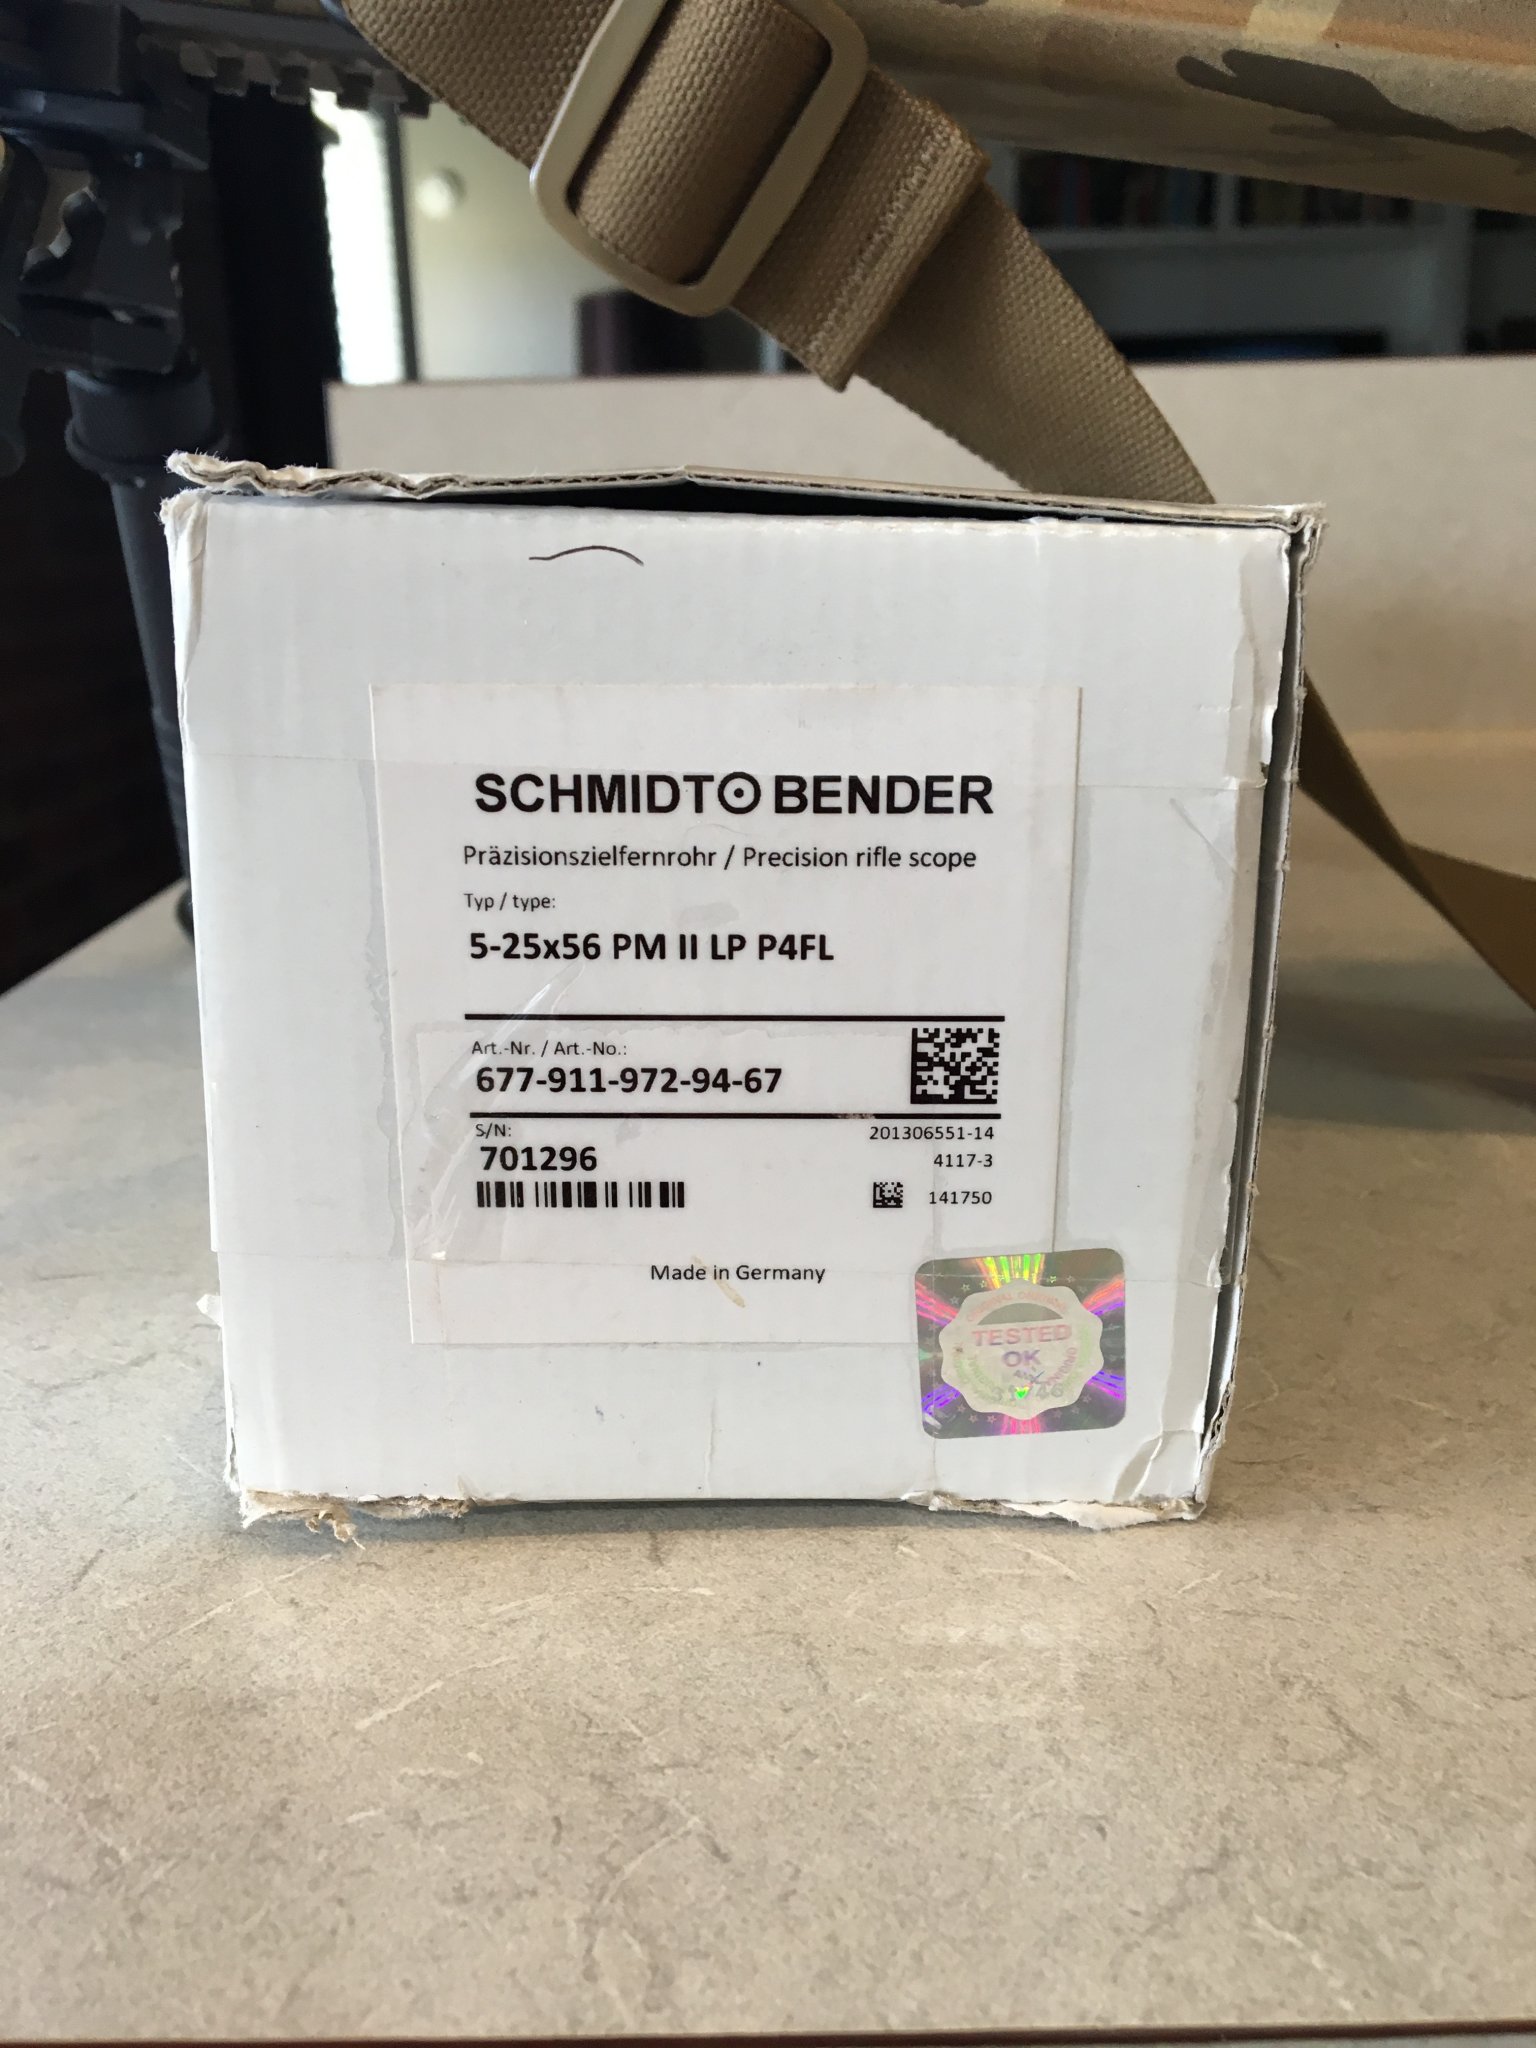 SCHMIDT BENDER
Präzisionszielfernrohr / Precision rifle scope
Typ / type:
5-25x56 PM II LP P4FL
Art.-Nr. / Art.-No.:
677-911-972-94-67
S/N:
701296
201306551-14
4117-3
141750
Made in Germany
TESTED
OK